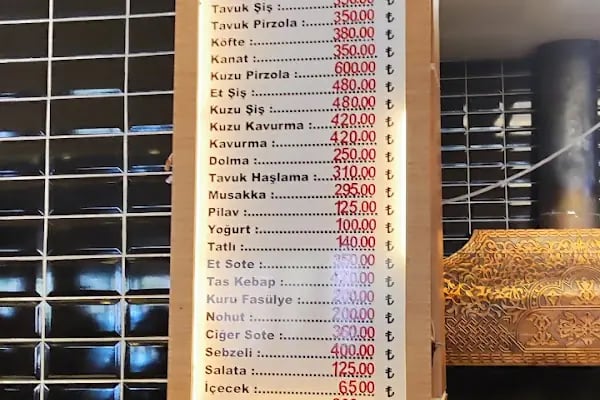 Tavuk Şiş :
Tavuk Pirzola : 350.00 ₺
Köfte : 380.00 ₺
Kanat : 350.00 ₺
Kuzu Pirzola : 600.00 ₺
Et Şiş : 480.00 ₺
Kuzu Şiş : 480.00 ₺
Kuzu Kavurma : 420.00 ₺
Kavurma : 420.00 ₺
Dolma : 250.00 ₺
Tavuk Haşlama : 310.00 ₺
Musakka : 295.00 ₺
Pilav : 125.00 ₺
Yoğurt : 100.00 ₺
Tatlı : 140.00 ₺
Et Sote : ₺
Tas Kebap : ₺
Kuru Fasülye : ₺
Nohut : 200.00 ₺
Ciğer Sote : 360.00 ₺
Sebzeli : 400.00 ₺
Salata : 125.00 ₺
İçecek : 65.00 ₺